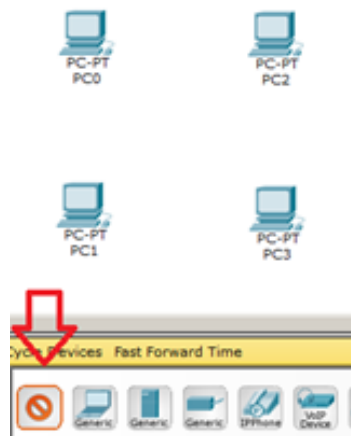 PC-PT PC-PT
PC0 PC2
PC-PT PC-PT
PC1 PC3
Devices Fast Forward Time
Generic Generic Generic IPPhone VoIP
Device